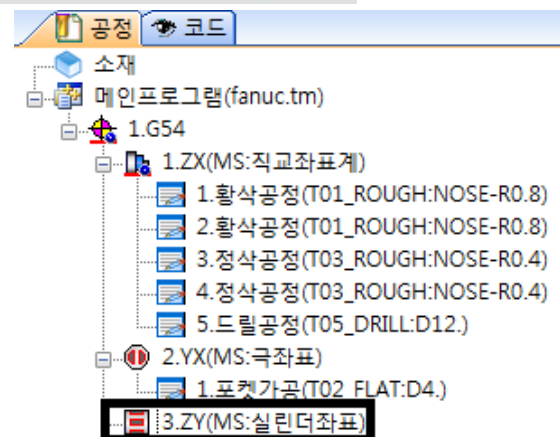 공정 코드
소재
메인프로그램(fanuc.tm)
1.G54
1.ZX(MS:직교좌표계)
1.황삭공정(T01_ROUGH:NOSE-R0.8)
2.황삭공정(T01_ROUGH:NOSE-R0.8)
3.정삭공정(T03_ROUGH:NOSE-R0.4)
4.정삭공정(T03_ROUGH:NOSE-R0.4)
5.드릴공정(T05_DRILL:D12.)
2.YX(MS:극좌표)
1.포켓가공(T02_FLAT:D4.)
3.ZY(MS:실린더좌표)